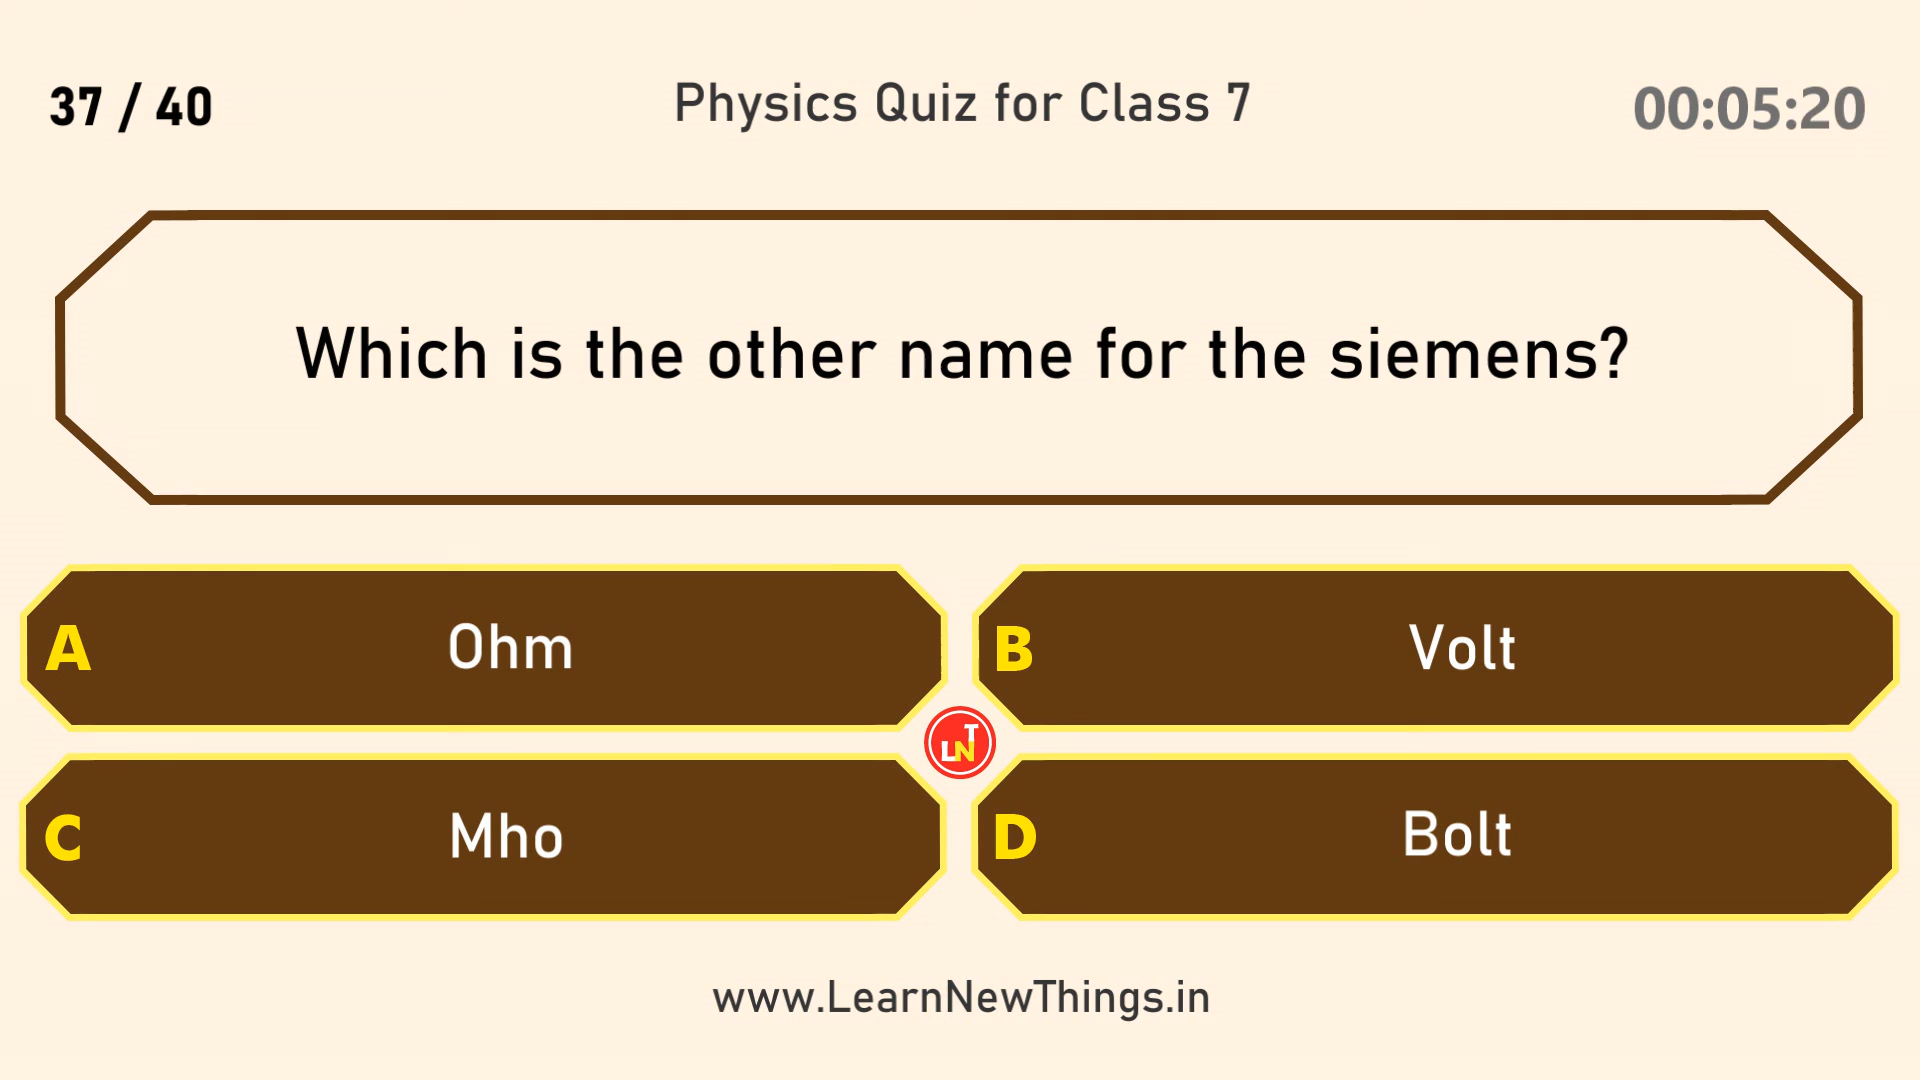 37 / 40
Physics Quiz for Class 7
00:05:20
Which is the other name for the siemens?
A
Ohm
B
Volt
LNT
C
Mho
D
Bolt
www.LearnNewThings.in